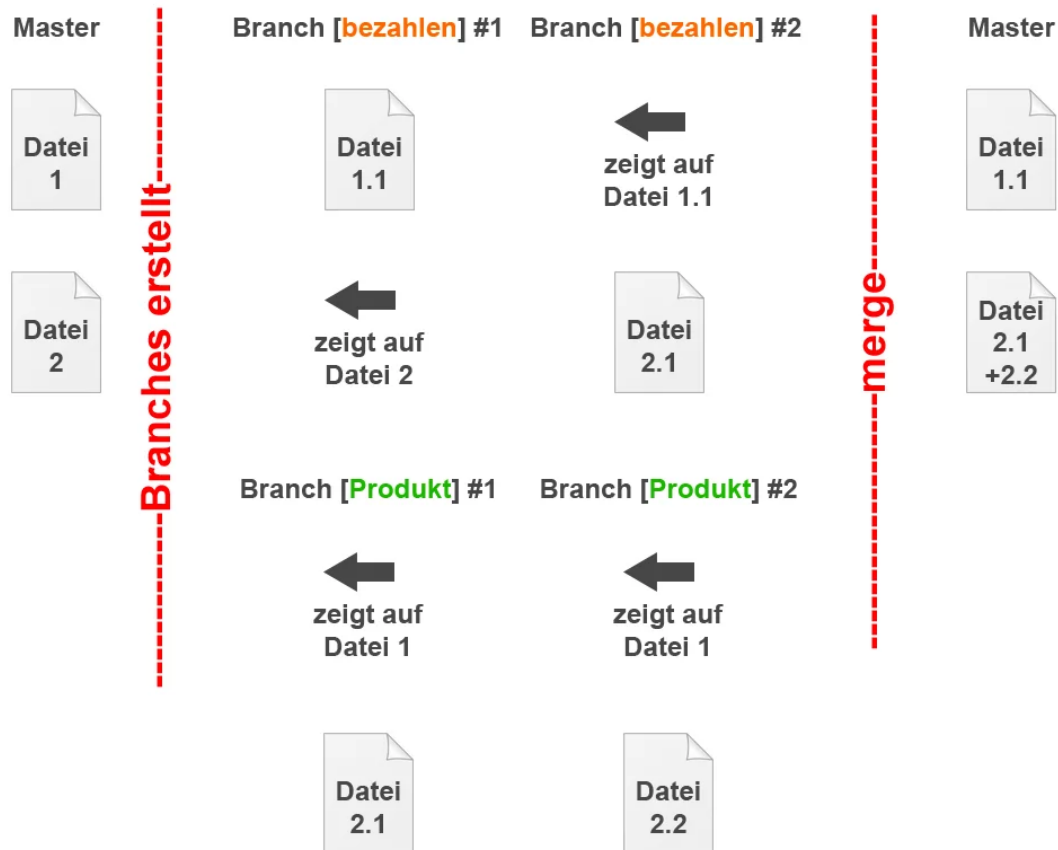 Master
Branch [bezahlen] #1
Branch [bezahlen] #2
Master
Datei
1
Datei
1.1
zeigt auf
Datei 1.1
Datei
1.1
Branches erstellt
merge
Datei
2
zeigt auf
Datei 2
Datei
2.1
Datei
2.1
+2.2
Branch [Produkt] #1
Branch [Produkt] #2
zeigt auf
Datei 1
zeigt auf
Datei 1
Datei
2.1
Datei
2.2